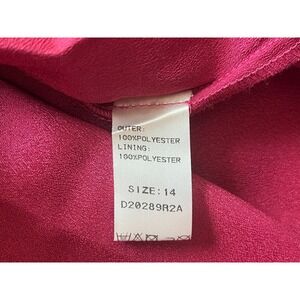 OUTER:
100%POLYESTER
LINING:
100%POLYESTER
SIZE:14
D20289R2A